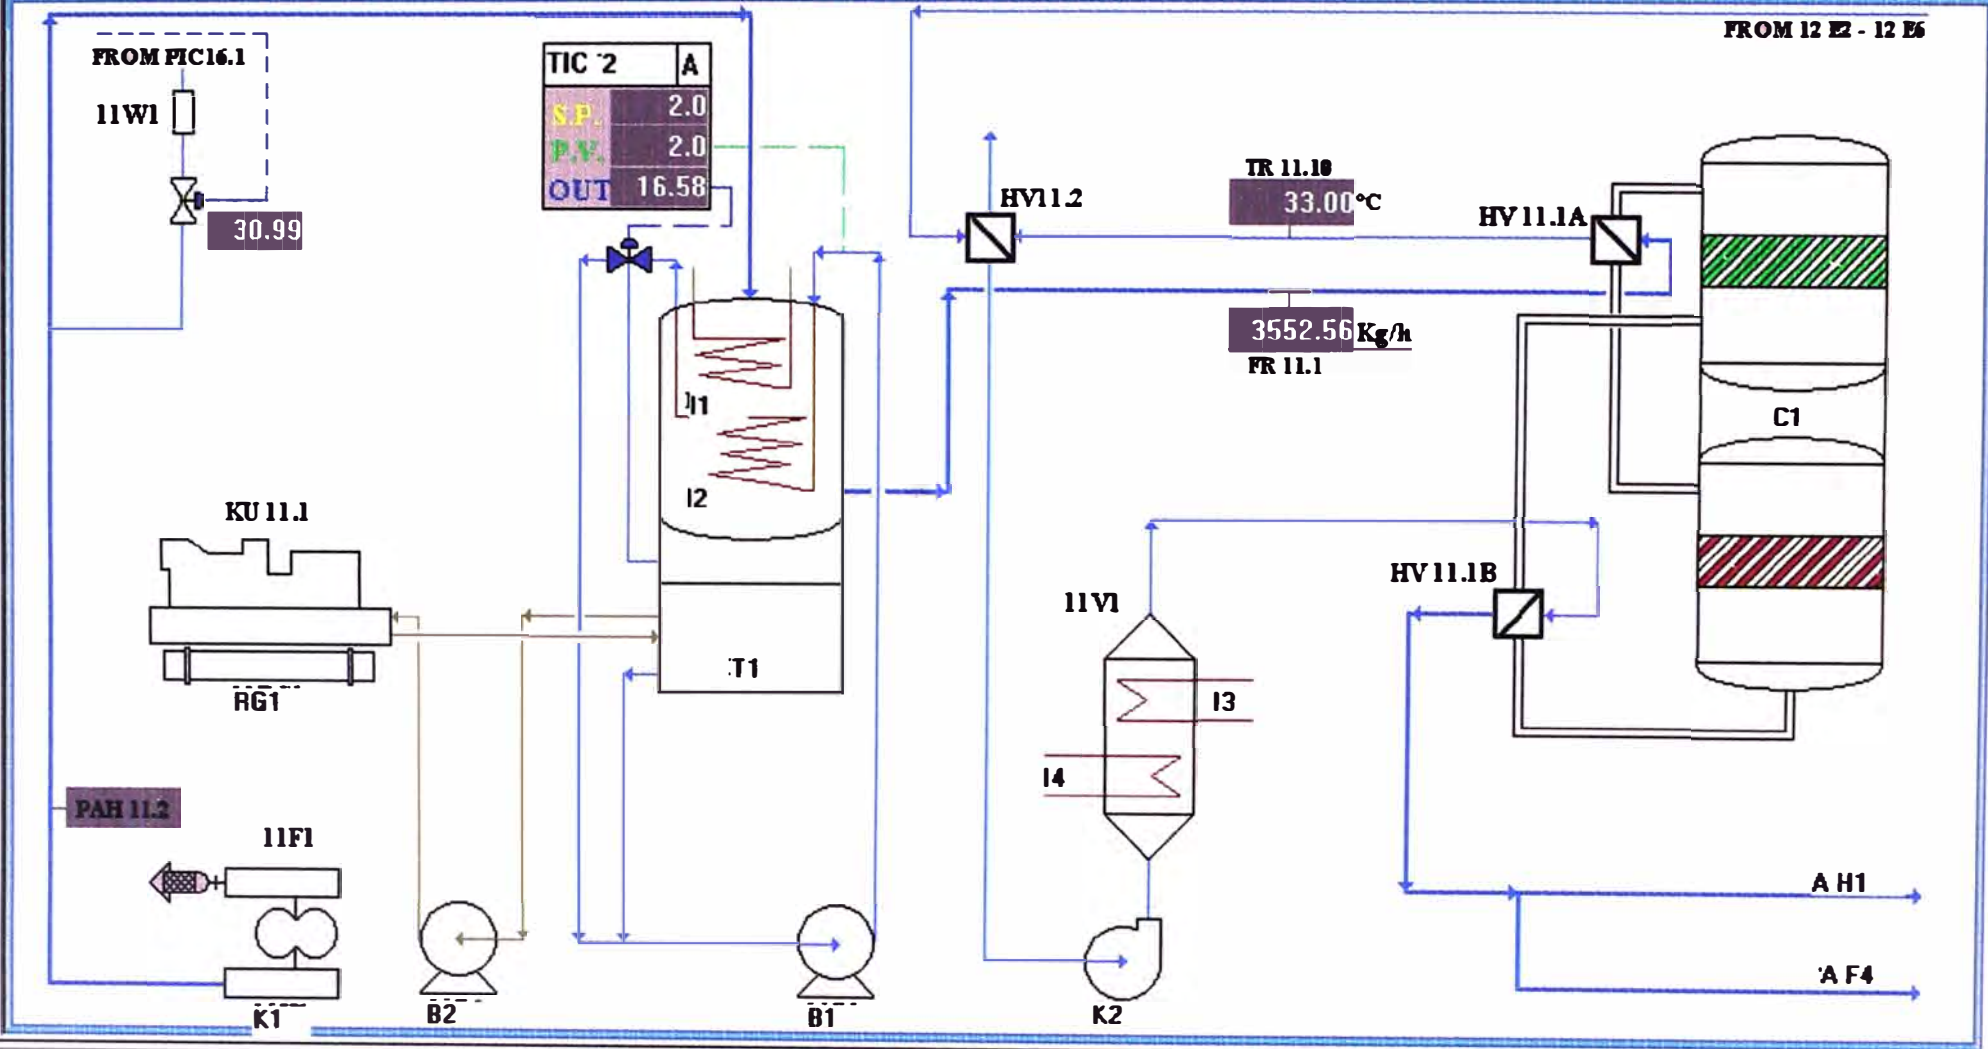 FROM 12 E2 - 12 E6
FROM PIC16.1
TIC 2 A
S.P. 2.0
P.V. 2.0
OUT 16.58
11W1
30.99
HV11.2
TR 11.10
33.00 °C
HV 11.1A
3552.56 Kg/h
FR 11.1
I1
C1
I2
KU 11.1
HV 11.1B
11V1
T1
RG1
I3
I4
PAH 11.2
11F1
A H1
A F4
K1
B2
B1
K2